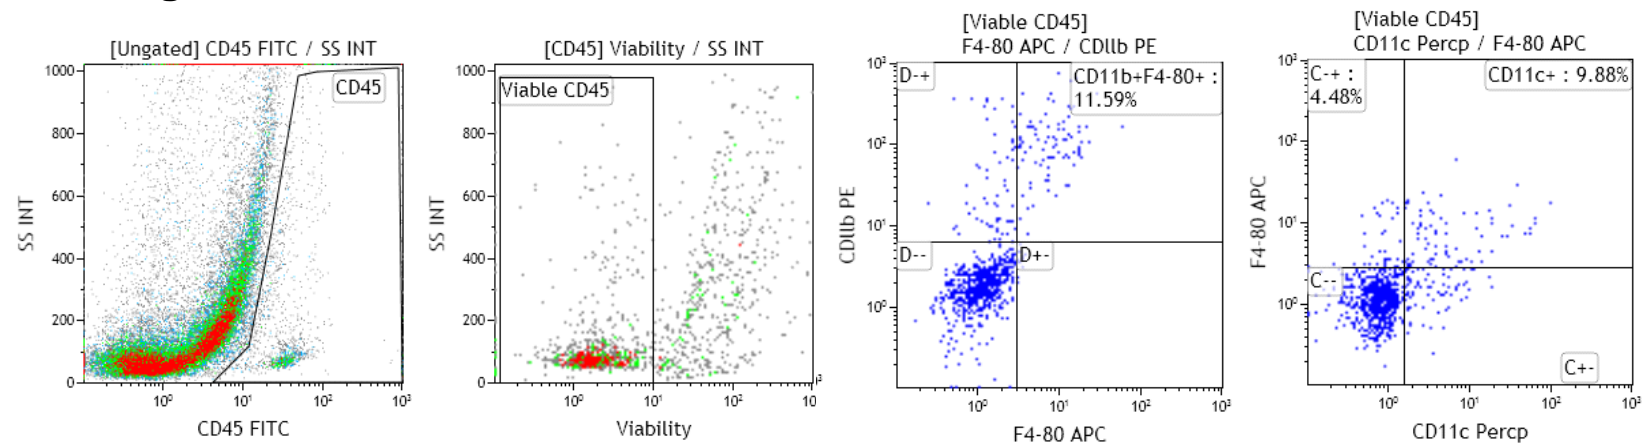 [Ungated] CD45 FITC / SS INT
1000
800
600
400
200
0
SS INT
CD45
10⁰
10¹
10²
10³
CD45 FITC
[CD45] Viability / SS INT
1000
800
600
400
200
0
SS INT
Viable CD45
10⁰
10¹
10²
10
3
Viability
[Viable CD45]
F4-80 APC / CDllb PE
10³
10²
10¹
10⁰
CDllb PE
D-+
CD11b+F4-80+ :
11.59%
D--
D+-
10⁰
10¹
10²
10³
F4-80 APC
[Viable CD45]
CD11c Percp / F4-80 APC
10³
10²
10¹
10⁰
F4-80 APC
C-+ :
4.48%
CD11c+ : 9.88%
C--
C+-
10⁰
10¹
10²
10³
CD11c Percp